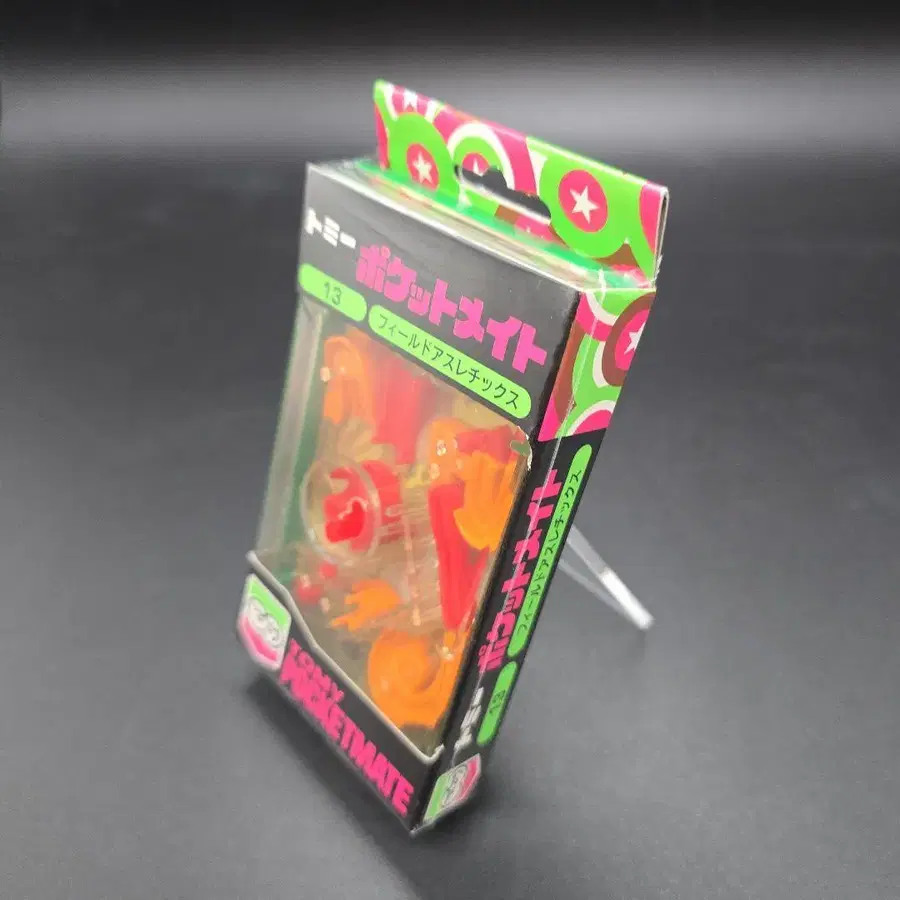 トミー
ポケットメイト
13
フィールドアスレチックス
TOMY
POCKETMATE
トミー
ポケットメイト
13
フィールドアスレチックス